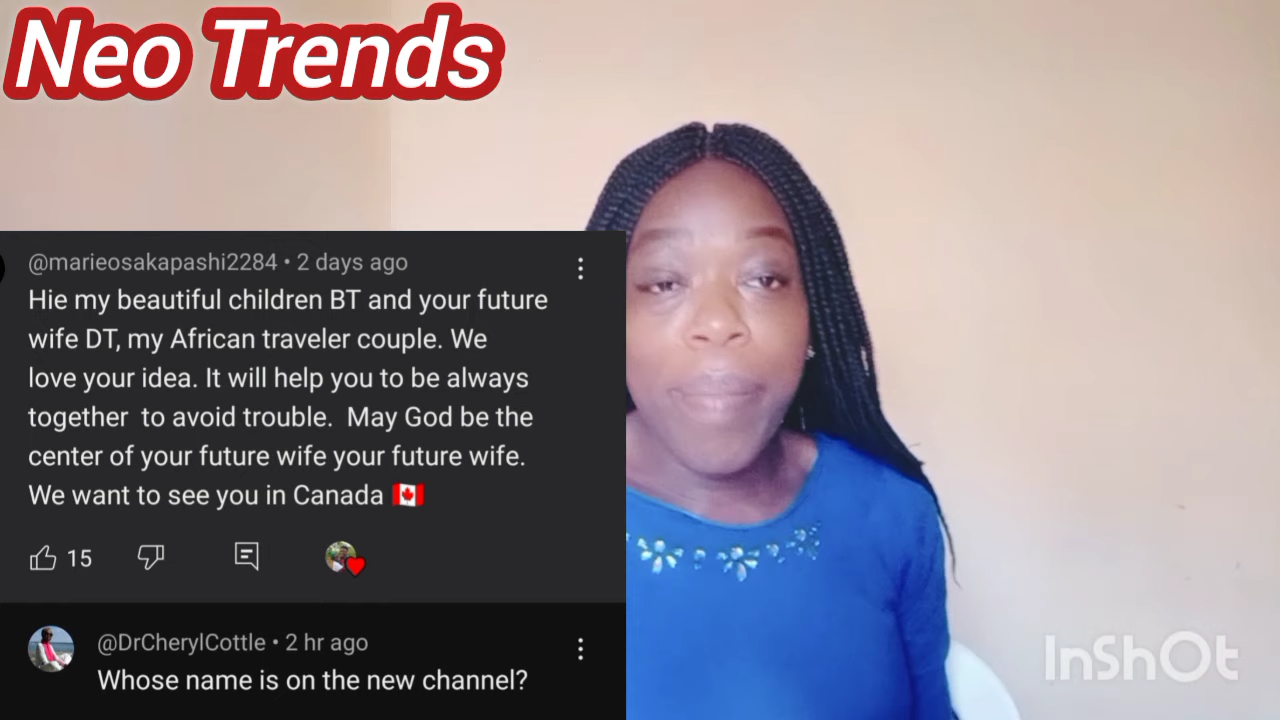 Neo Trends
@marieosakapashi2284 • 2 days ago
Hie my beautiful children BT and your future
wife DT, my African traveler couple. We
love your idea. It will help you to be always
together  to avoid trouble.  May God be the
center of your future wife your future wife.
We want to see you in Canada 🇨🇦
15
@DrCherylCottle • 2 hr ago
Whose name is on the new channel?
InShOt